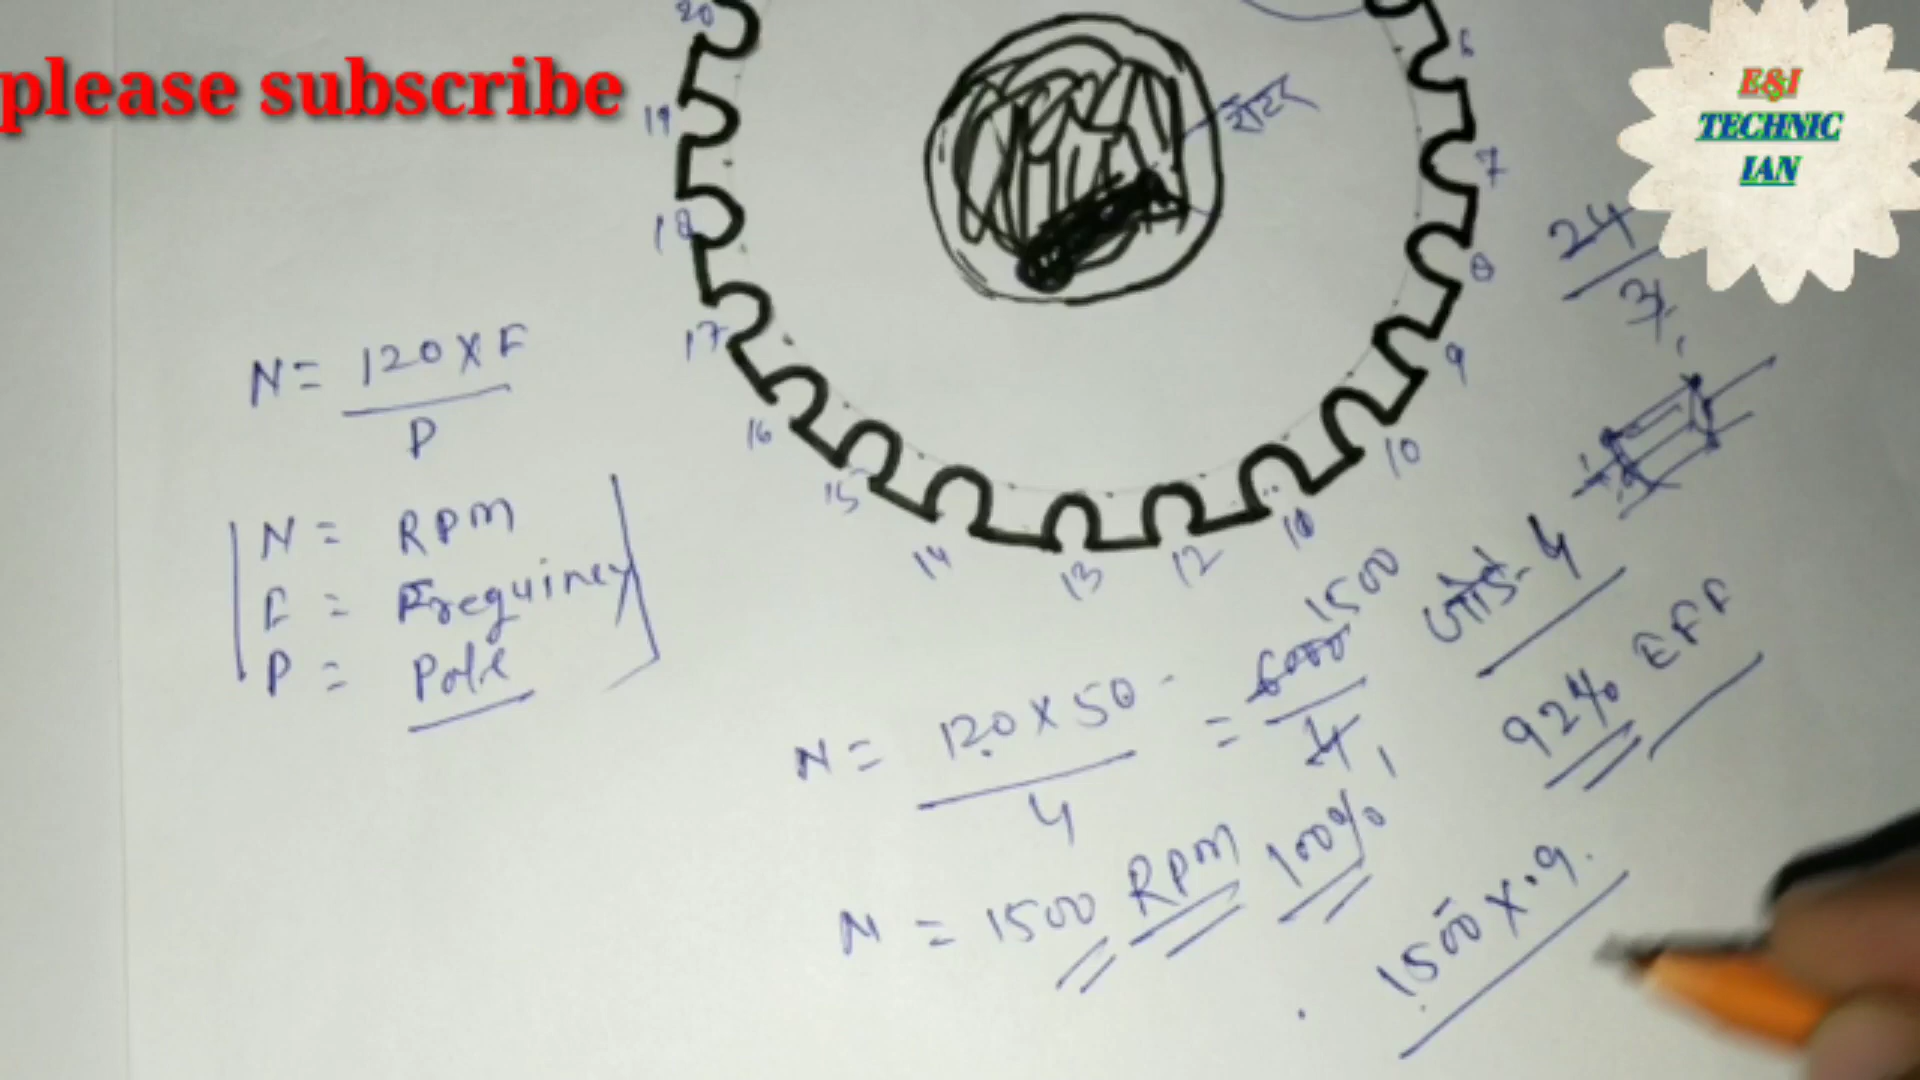 please subscribe
E&I
TECHNIC
IAN
20
19
18
17
16
15
14
13
12
10
9
8
7
6
रोटर
24
3
N = 120 X F
P
N = RPM
F = Frequincy
P = Pole
N = 120 X 50 = 6000 1500
4 4 1
N = 1500 RPM 100%
- 4
92% EFF
1500 X .9